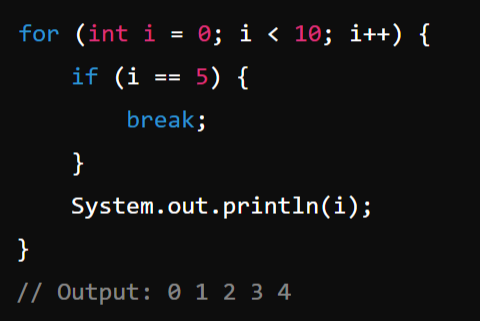 for (int i = 0; i < 10; i++) {
    if (i == 5) {
        break;
    }
    System.out.println(i);
}
// Output: 0 1 2 3 4